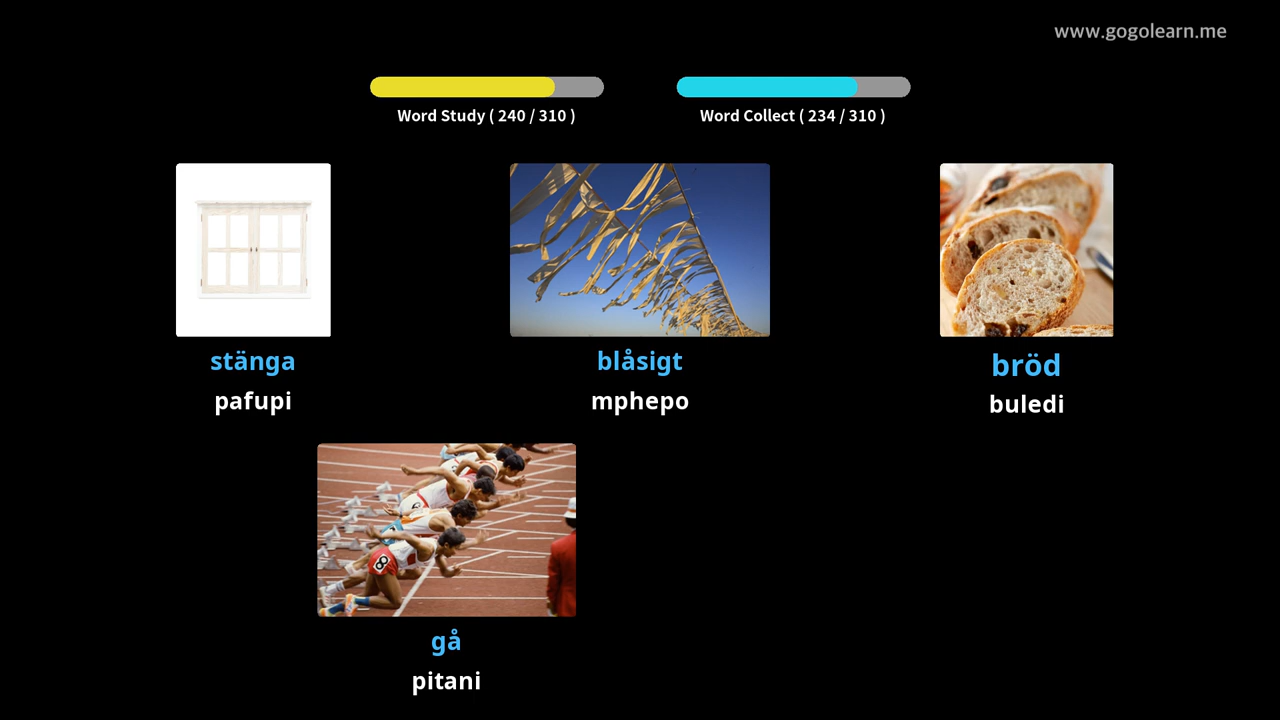 www.gogolearn.me
Word Study ( 240 / 310 )
Word Collect ( 234 / 310 )
stänga
pafupi
blåsigt
mphepo
bröd
buledi
8
gå
pitani